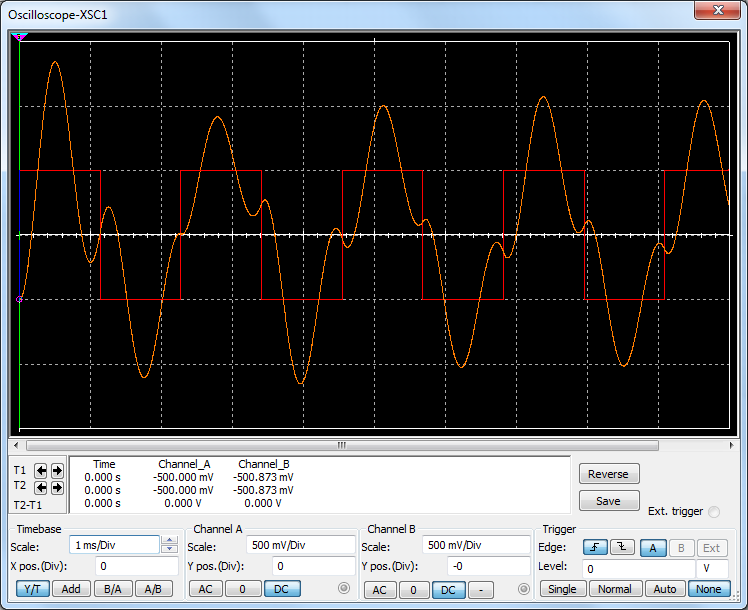 Oscilloscope-XSC1
T1
T2
T2-T1
Time Channel_A Channel_B
0.000 s -500.000 mV -500.873 mV
0.000 s -500.000 mV -500.873 mV
0.000 s 0.000 V 0.000 V
Reverse
Save
Ext. trigger
Timebase
Scale: 1 ms/Div
X pos.(Div): 0
Y/T Add B/A A/B
Channel A
Scale: 500 mV/Div
Y pos.(Div): 0
AC 0 DC
Channel B
Scale: 500 mV/Div
Y pos.(Div): -0
AC 0 DC -
Trigger
Edge: A B Ext
Level: 0 V
Single Normal Auto None